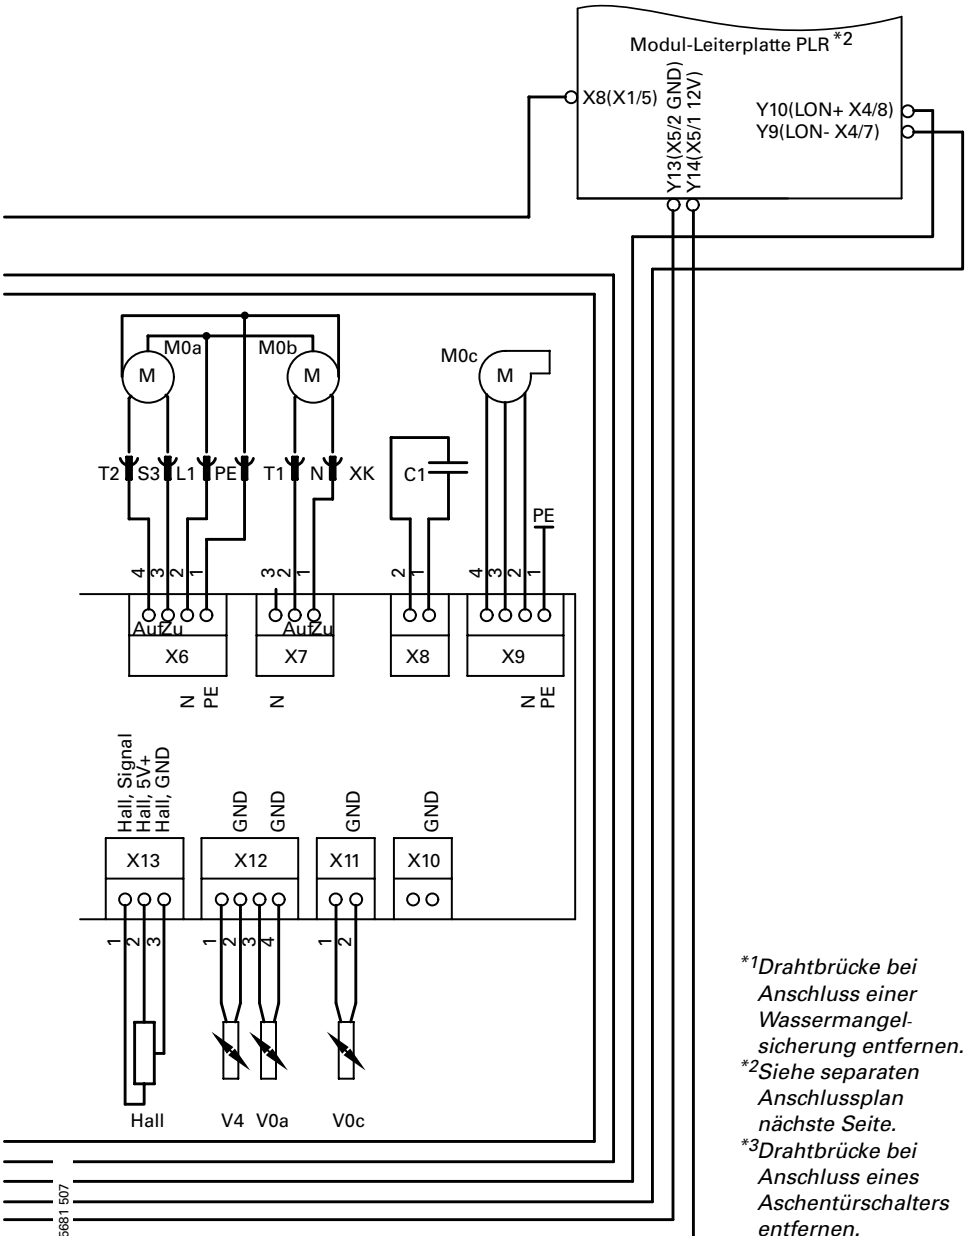 Modul-Leiterplatte PLR *2
X8(X1/5)
Y13(X5/2 GND)
Y14(X5/1 12V)
Y10(LON+ X4/8)
Y9(LON- X4/7)
M0a
M0b
M0c
M
M
M
T2
S3
L1
PE
T1
N
XK
C1
PE
4
3
2
1
3
2
1
2
1
4
3
2
1
Auf
Zu
Auf
Zu
X6
X7
X8
X9
N
PE
N
N
PE
Hall, Signal
Hall, 5V+
Hall, GND
GND
GND
GND
GND
X13
X12
X11
X10
1
2
3
1
2
3
4
1
2
Hall
V4
V0a
V0c
*1Drahtbrücke bei
Anschluss einer
Wassermangel-
sicherung entfernen.
*2Siehe separaten
Anschlussplan
nächste Seite.
*3Drahtbrücke bei
Anschluss eines
Aschentürschalters
entfernen.
5681 507